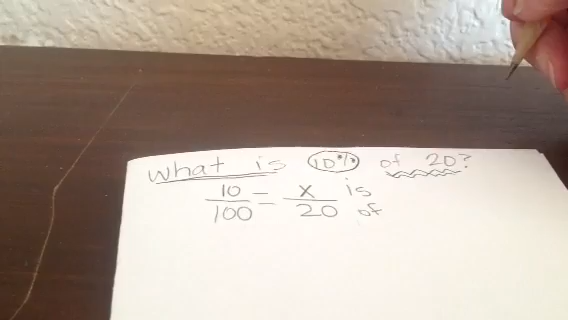 what is 10% of 20?
10/100 = x/20 is/of